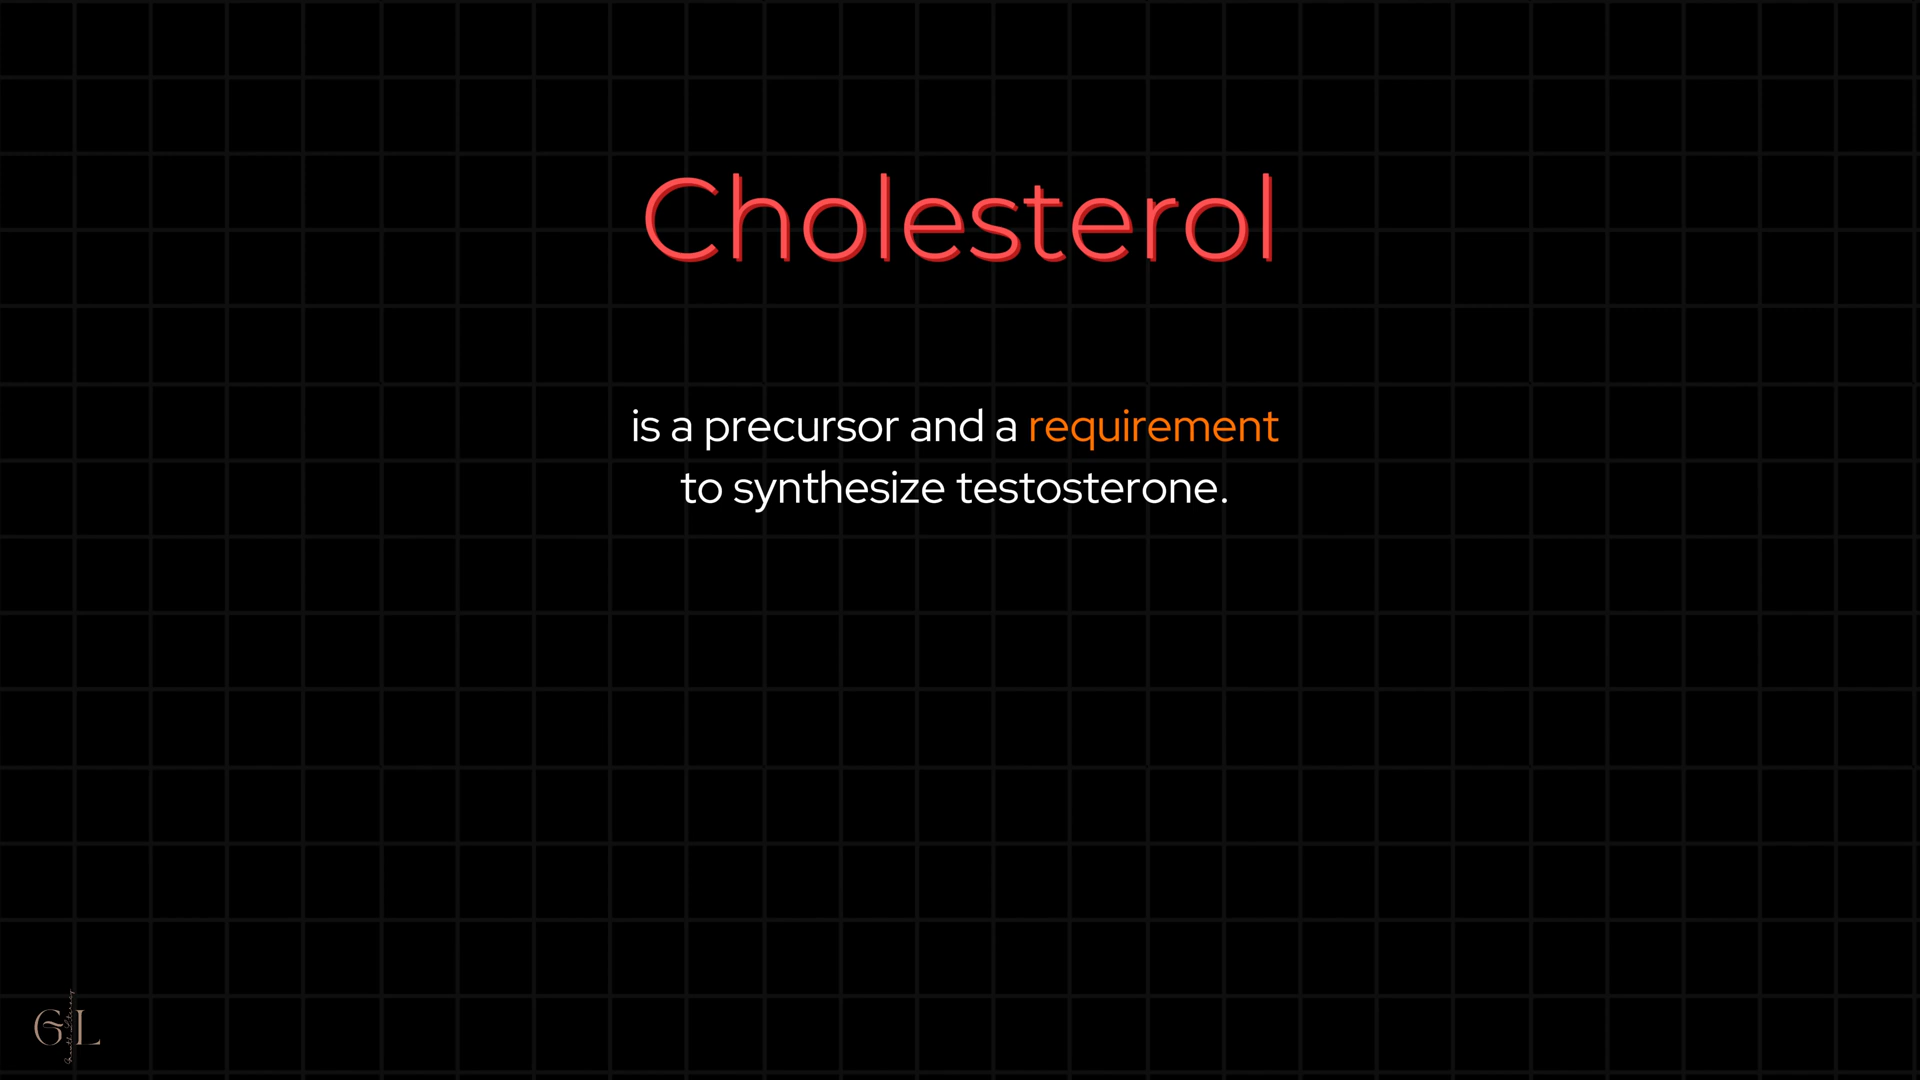 Cholesterol
is a precursor and a requirement
to synthesize testosterone.
GL